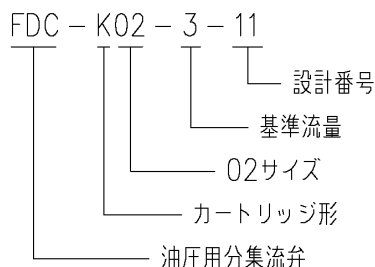 FDC-K02-3-11
設計番号
基準流量
02サイズ
カートリッジ形
油圧用分集流弁